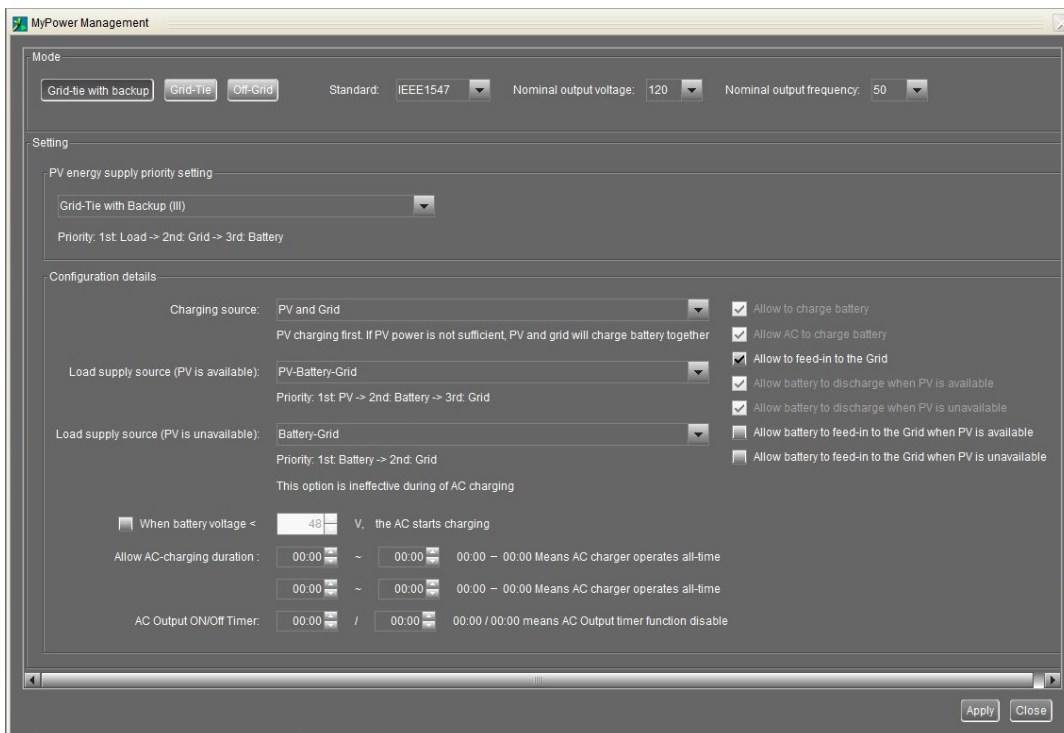 MyPower Management
Mode
Grid-tie with backup Grid-Tie Off-Grid Standard: IEEE1547 Nominal output voltage: 120 Nominal output frequency: 50
Setting
PV energy supply priority setting
Grid-Tie with Backup (III)
Priority: 1st: Load -> 2nd: Grid -> 3rd: Battery
Configuration details
Charging source: PV and Grid
PV charging first. If PV power is not sufficient, PV and grid will charge battery together
Load supply source (PV is available): PV-Battery-Grid
Priority: 1st: PV -> 2nd: Battery -> 3rd: Grid
Load supply source (PV is unavailable): Battery-Grid
Priority: 1st: Battery -> 2nd: Grid
This option is ineffective during of AC charging
Allow to charge battery
Allow AC to charge battery
Allow to feed-in to the Grid
Allow battery to discharge when PV is available
Allow battery to discharge when PV is unavailable
Allow battery to feed-in to the Grid when PV is available
Allow battery to feed-in to the Grid when PV is unavailable
When battery voltage < 48 V, the AC starts charging
Allow AC-charging duration : 00:00 ~ 00:00 00:00 – 00:00 Means AC charger operates all-time
00:00 ~ 00:00 00:00 – 00:00 Means AC charger operates all-time
AC Output ON/Off Timer: 00:00 / 00:00 00:00 / 00:00 means AC Output timer function disable
Apply Close